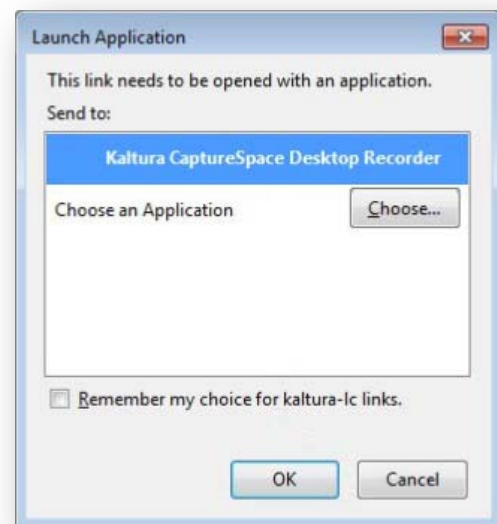 Launch Application
This link needs to be opened with an application.
Send to:
Kaltura CaptureSpace Desktop Recorder
Choose an Application
Choose...
Remember my choice for kaltura-lc links.
OK
Cancel